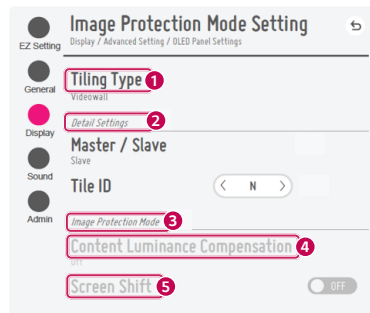 Image Protection Mode Setting
Display / Advanced Setting / OLED Panel Settings
EZ Setting
General
Display
Sound
Admin
Tiling Type 1
Videowall
Detail Settings 2
Master / Slave
Slave
Tile ID
< N >
Image Protection Mode 3
Content Luminance Compensation 4
Off
Screen Shift 5
OFF